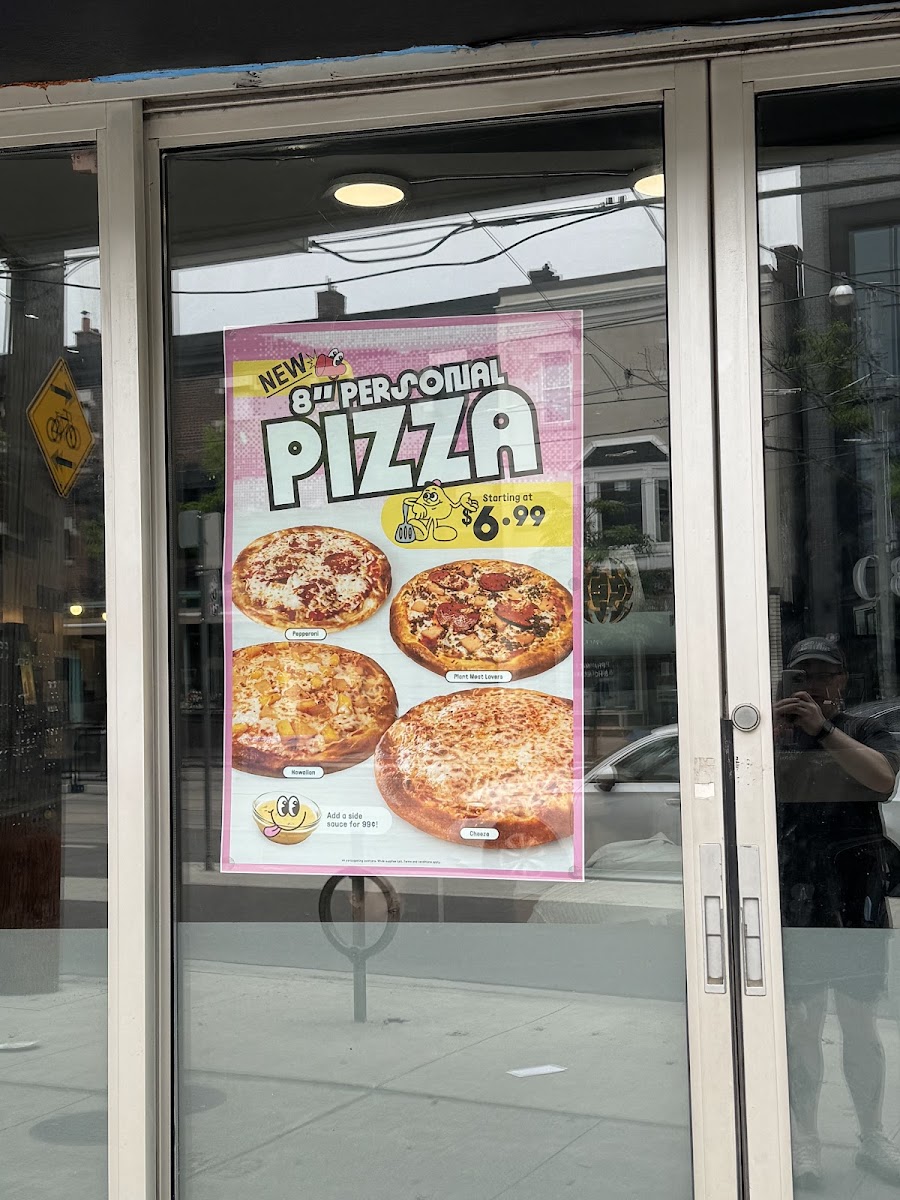 NEW
8" PERSONAL
PIZZA
Starting at
$6.99
Pepperoni
Plant Meat Lovers
Hawaiian
Cheese
Add a side
sauce for 99¢!